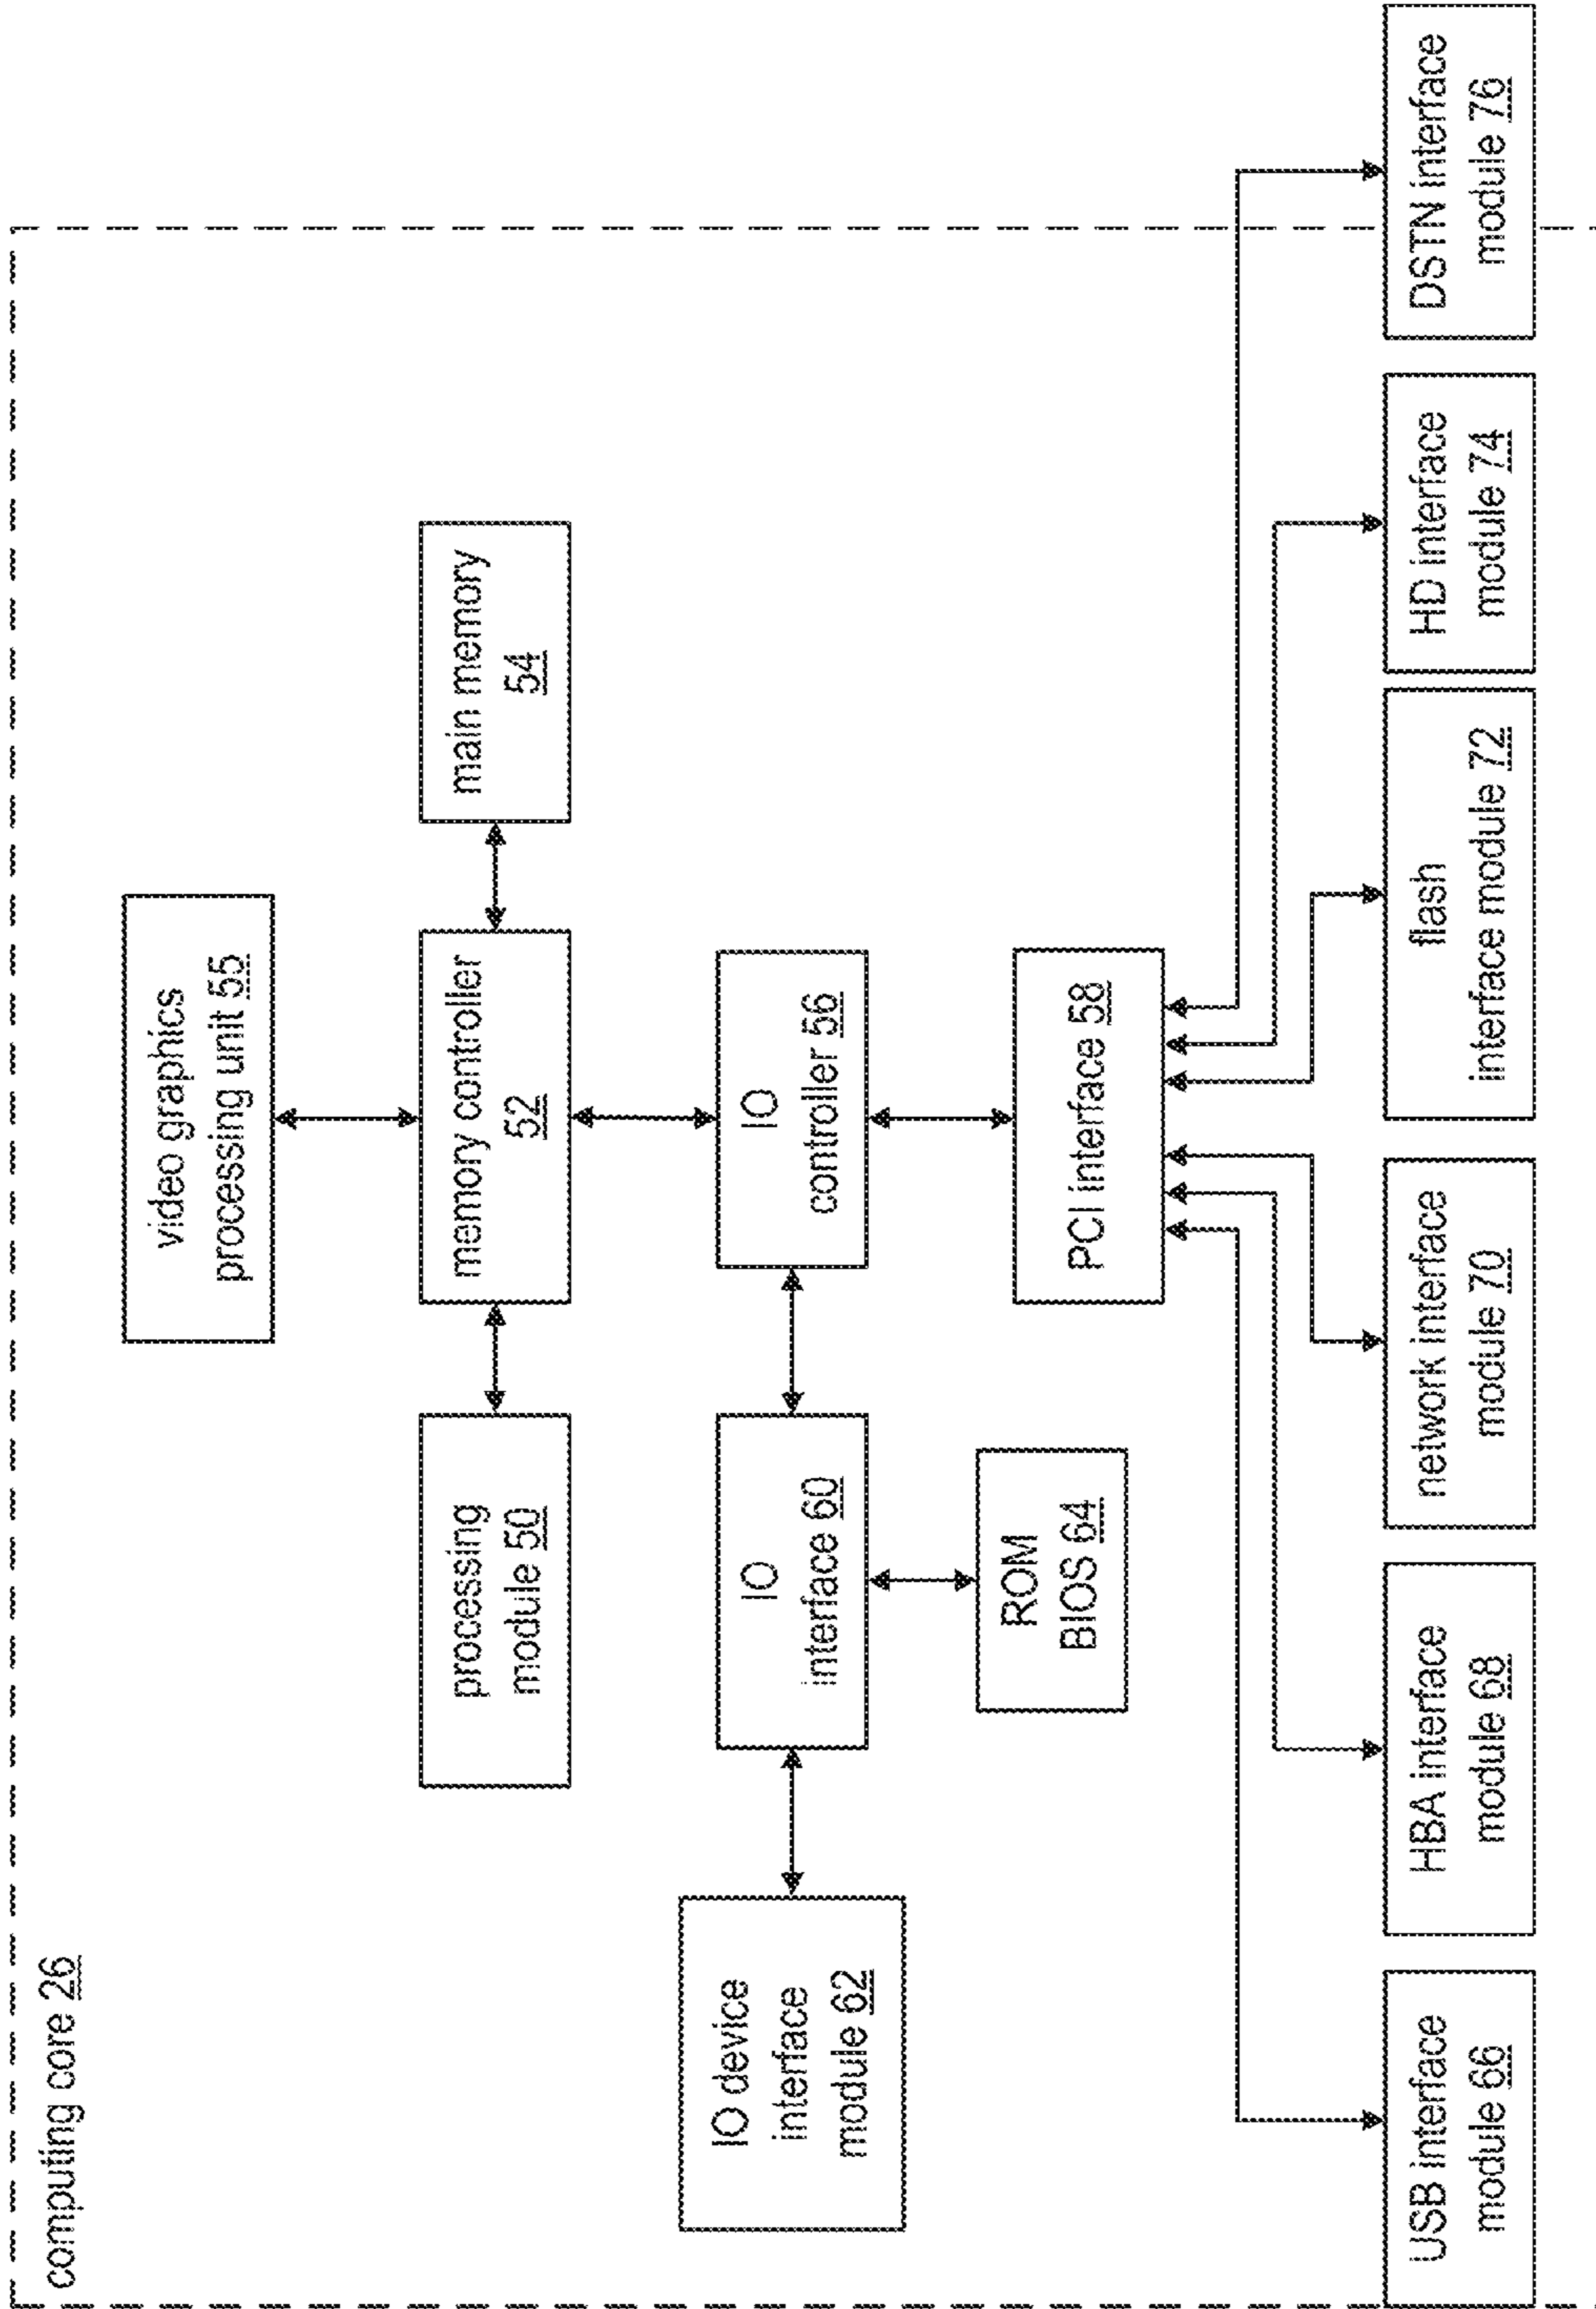 computing core 26
video graphics
processing unit 55
processing
module 50
memory controller
52
main memory
54
IO device
interface
module 62
IO
interface 60
IO
controller 56
ROM
BIOS 64
PCI interface 58
USB interface
module 66
HBA interface
module 68
network interface
module 70
flash
interface module 72
HD interface
module 74
DSTN interface
module 76